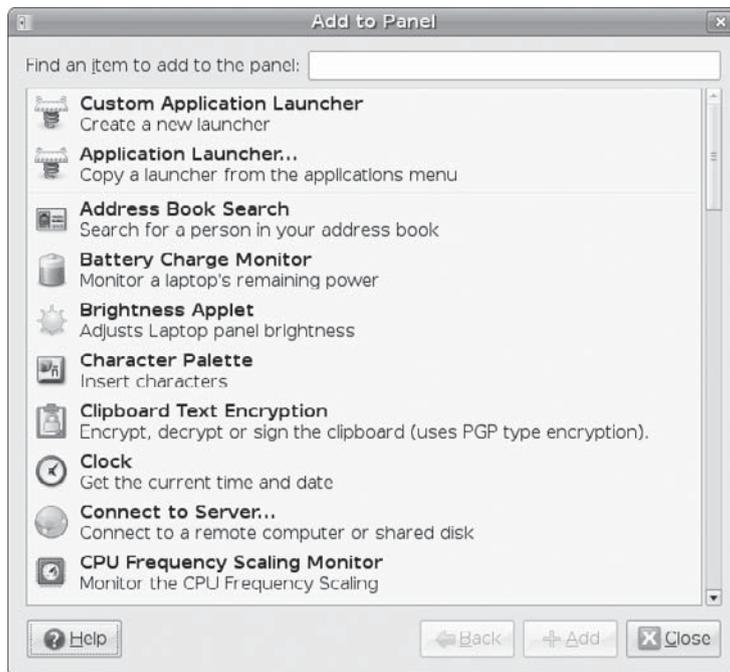 Add to Panel
Find an item to add to the panel:
Custom Application Launcher
Create a new launcher
Application Launcher...
Copy a launcher from the applications menu
Address Book Search
Search for a person in your address book
Battery Charge Monitor
Monitor a laptop's remaining power
Brightness Applet
Adjusts Laptop panel brightness
Character Palette
Insert characters
Clipboard Text Encryption
Encrypt, decrypt or sign the clipboard (uses PGP type encryption).
Clock
Get the current time and date
Connect to Server...
Connect to a remote computer or shared disk
CPU Frequency Scaling Monitor
Monitor the CPU Frequency Scaling
Help
Back
Add
Close